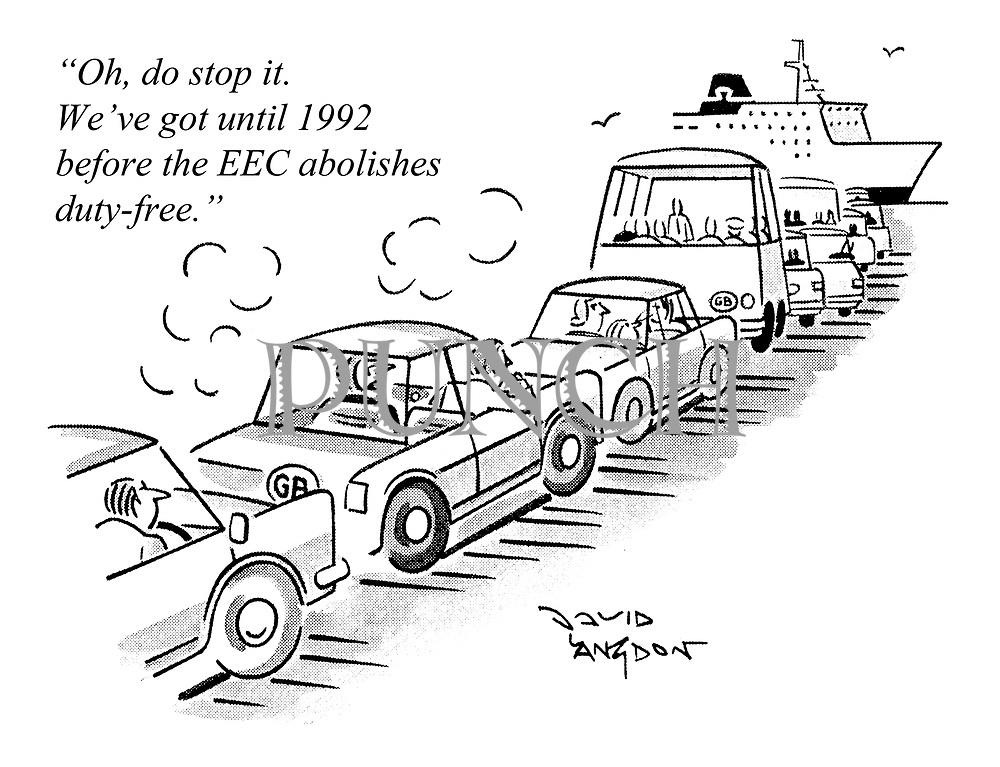 “Oh, do stop it.
We’ve got until 1992
before the EEC abolishes
duty-free.”
GB
PUNCH
GB
DAVID
LANGDON